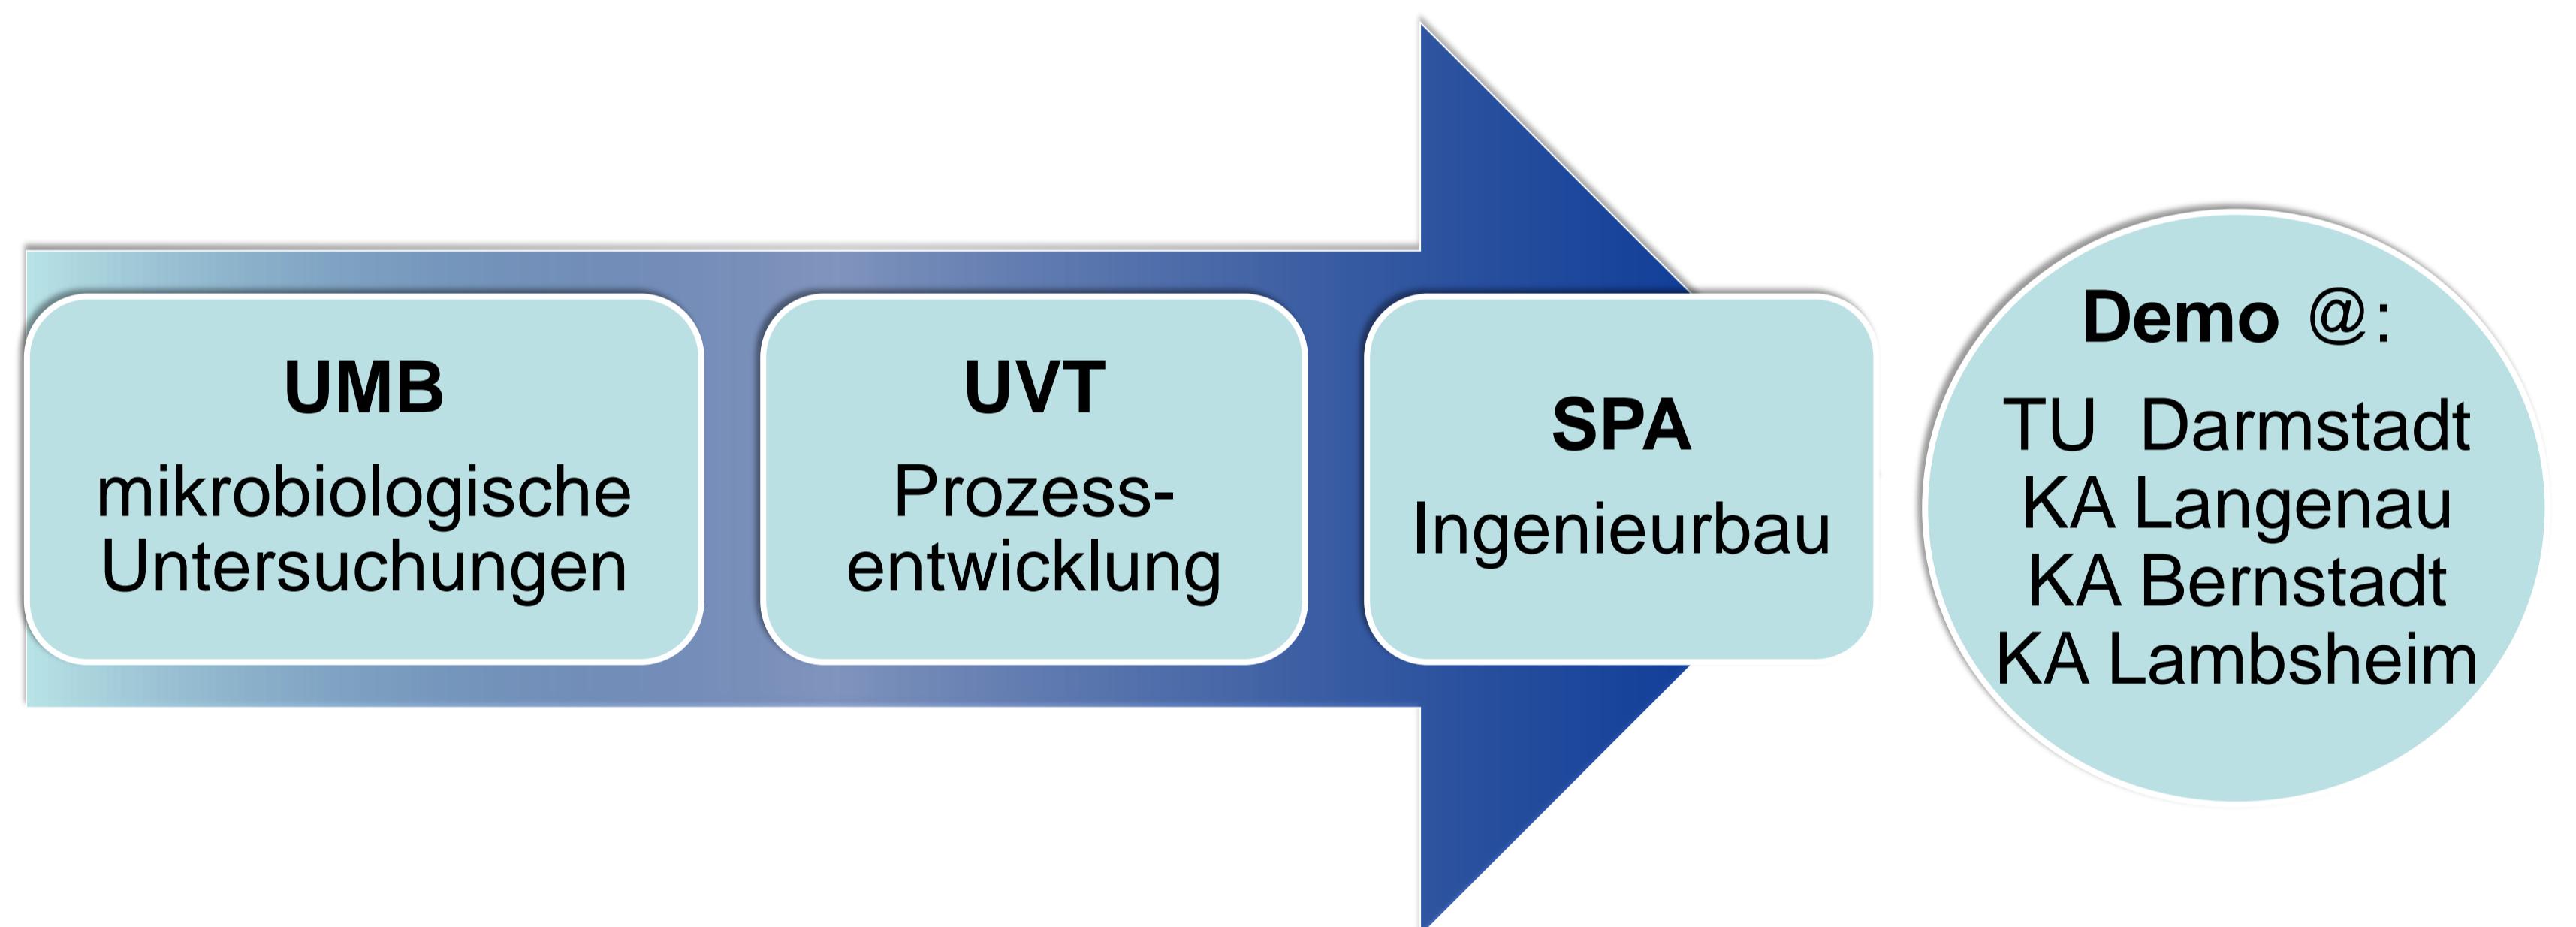 UMB
mikrobiologische
Untersuchungen
UVT
Prozess-
entwicklung
SPA
Ingenieurbau
Demo @:
TU Darmstadt
KA Langenau
KA Bernstadt
KA Lambsheim